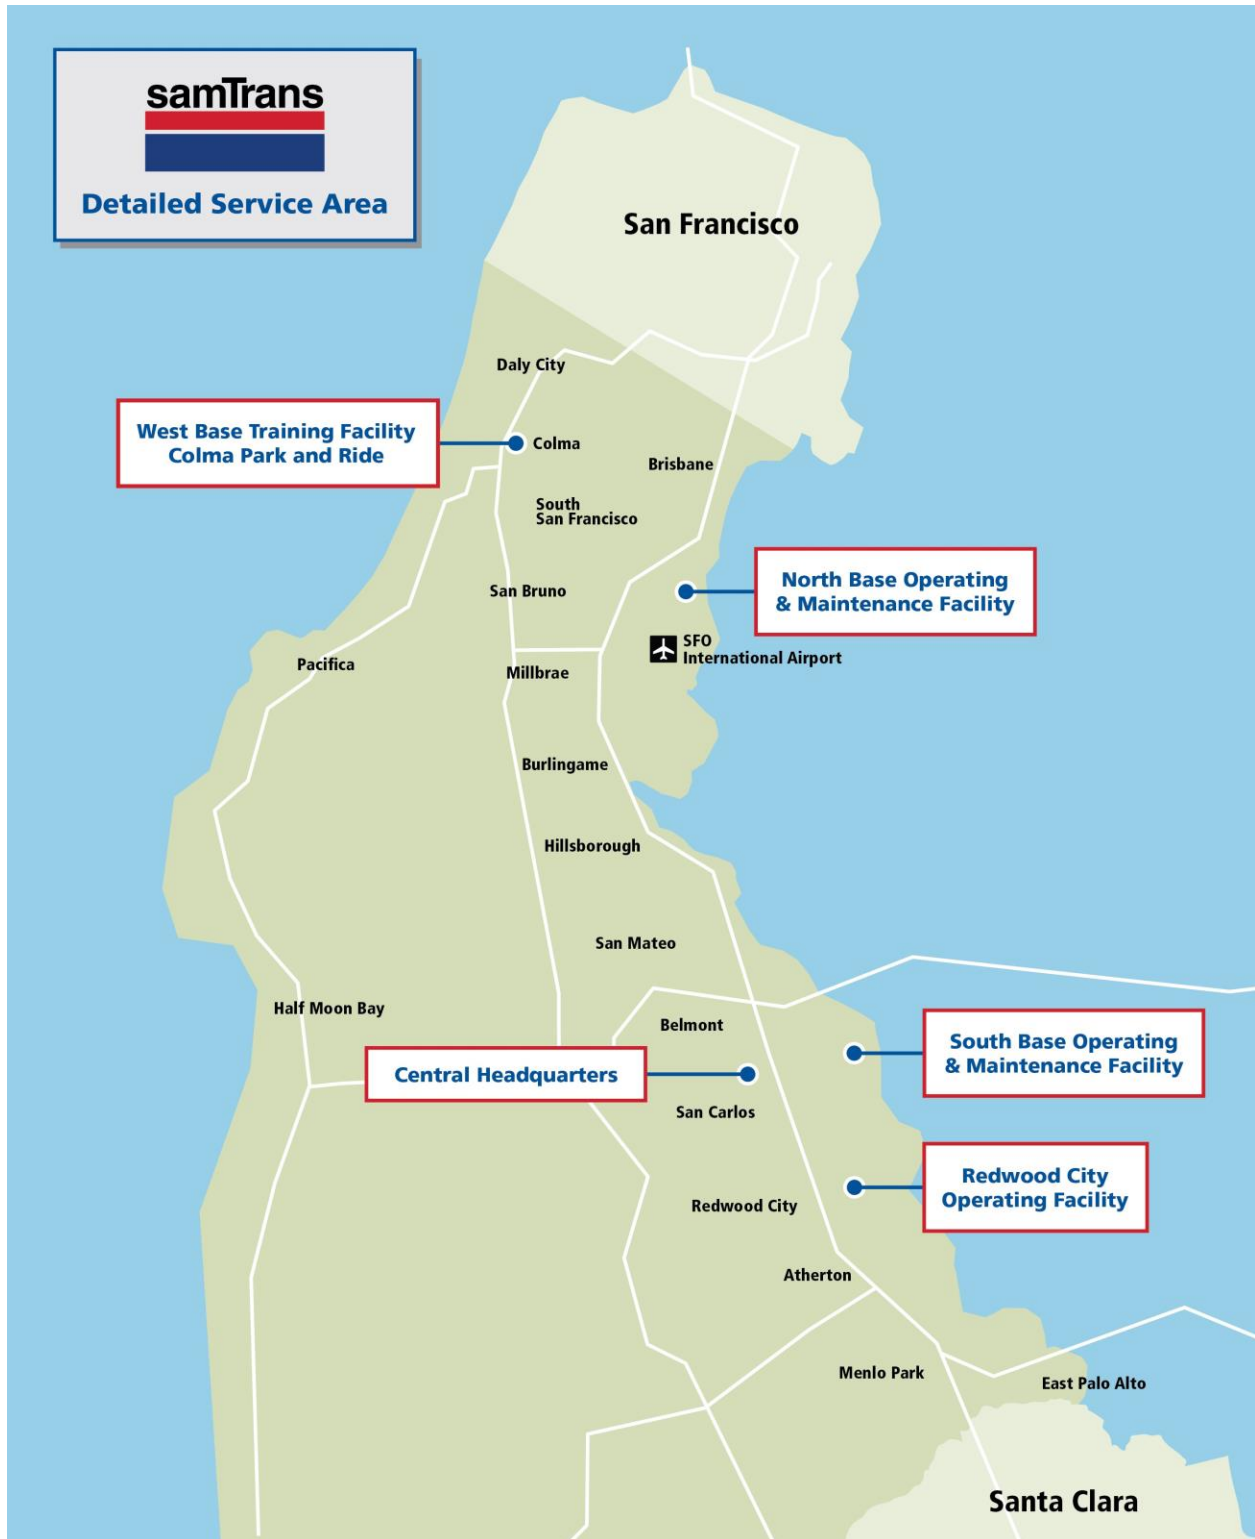 samTrans
Detailed Service Area
San Francisco
Daly City
West Base Training Facility
Colma Park and Ride
Colma
Brisbane
South
San Francisco
North Base Operating
& Maintenance Facility
San Bruno
SFO
International Airport
Pacifica
Millbrae
Burlingame
Hillsborough
San Mateo
Half Moon Bay
Belmont
South Base Operating
& Maintenance Facility
Central Headquarters
San Carlos
Redwood City
Operating Facility
Redwood City
Atherton
Menlo Park
East Palo Alto
Santa Clara